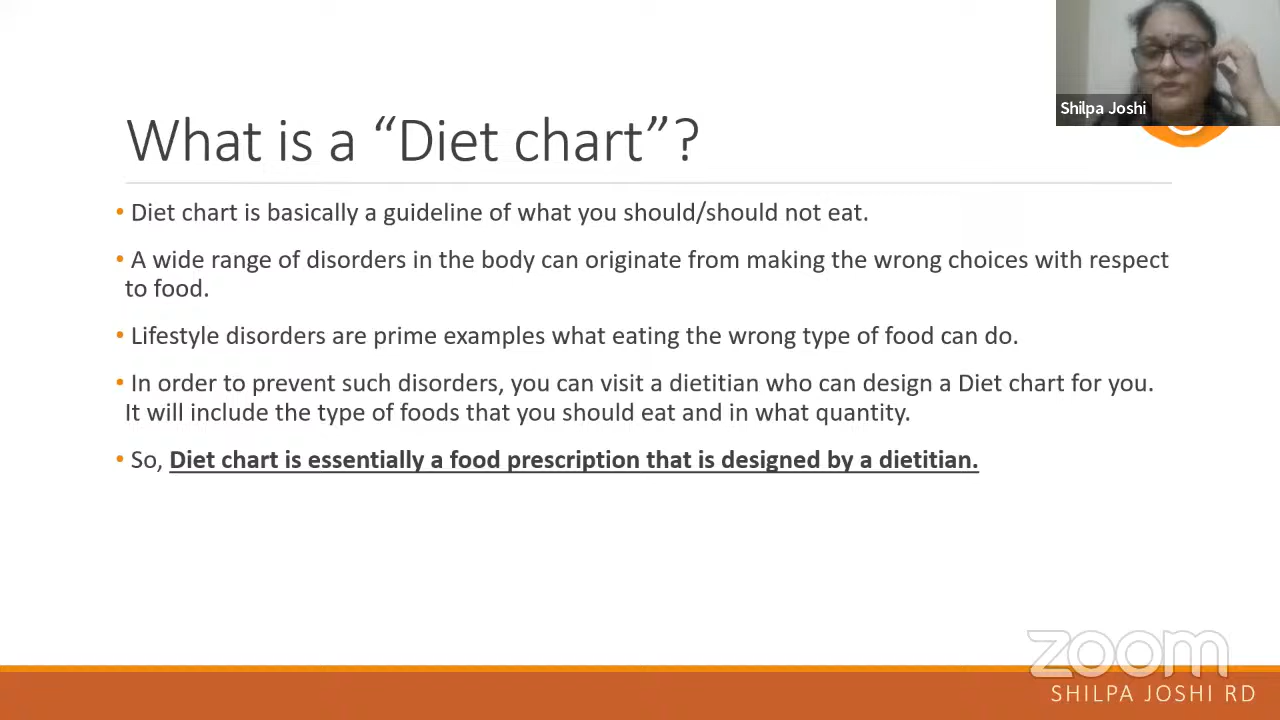 Shilpa Joshi
What is a “Diet chart”?
• Diet chart is basically a guideline of what you should/should not eat.
• A wide range of disorders in the body can originate from making the wrong choices with respect
to food.
• Lifestyle disorders are prime examples what eating the wrong type of food can do.
• In order to prevent such disorders, you can visit a dietitian who can design a Diet chart for you.
It will include the type of foods that you should eat and in what quantity.
• So, Diet chart is essentially a food prescription that is designed by a dietitian.
zoom
SHILPA JOSHI RD